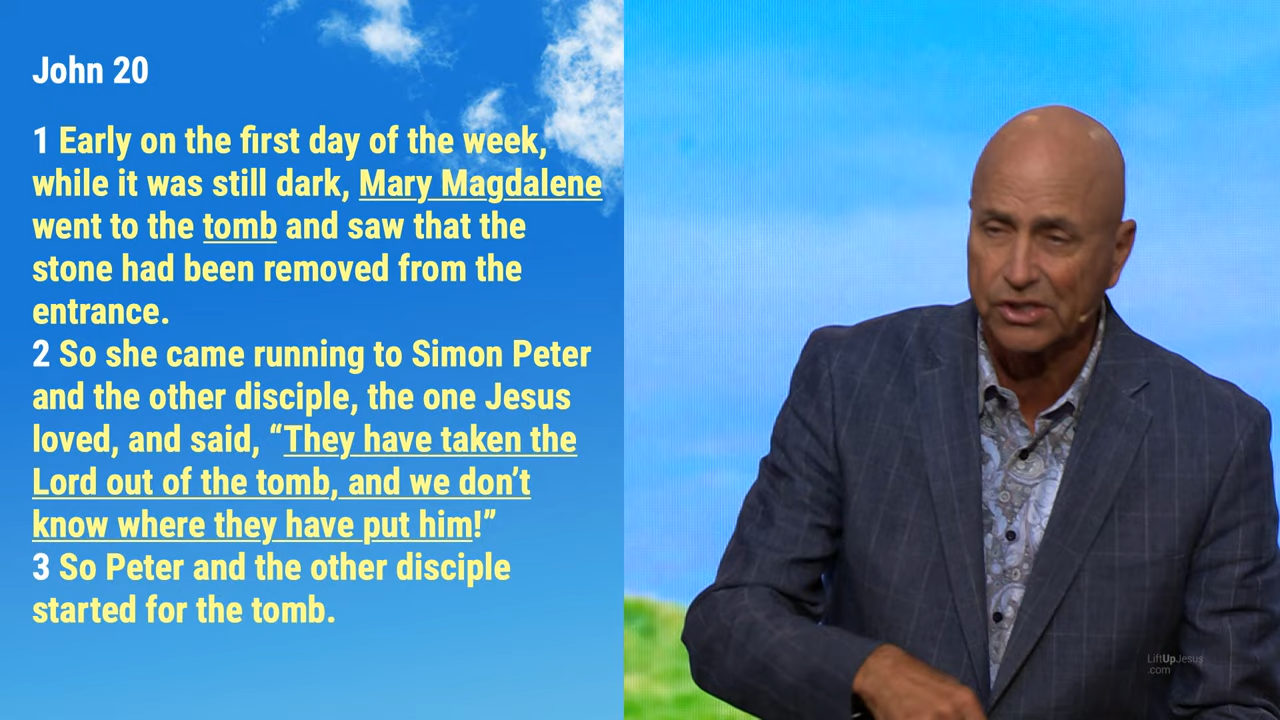 John 20
1 Early on the first day of the week,
while it was still dark, Mary Magdalene
went to the tomb and saw that the
stone had been removed from the
entrance.
2 So she came running to Simon Peter
and the other disciple, the one Jesus
loved, and said, “They have taken the
Lord out of the tomb, and we don’t
know where they have put him!”
3 So Peter and the other disciple
started for the tomb.
LiftUpJesus
.com